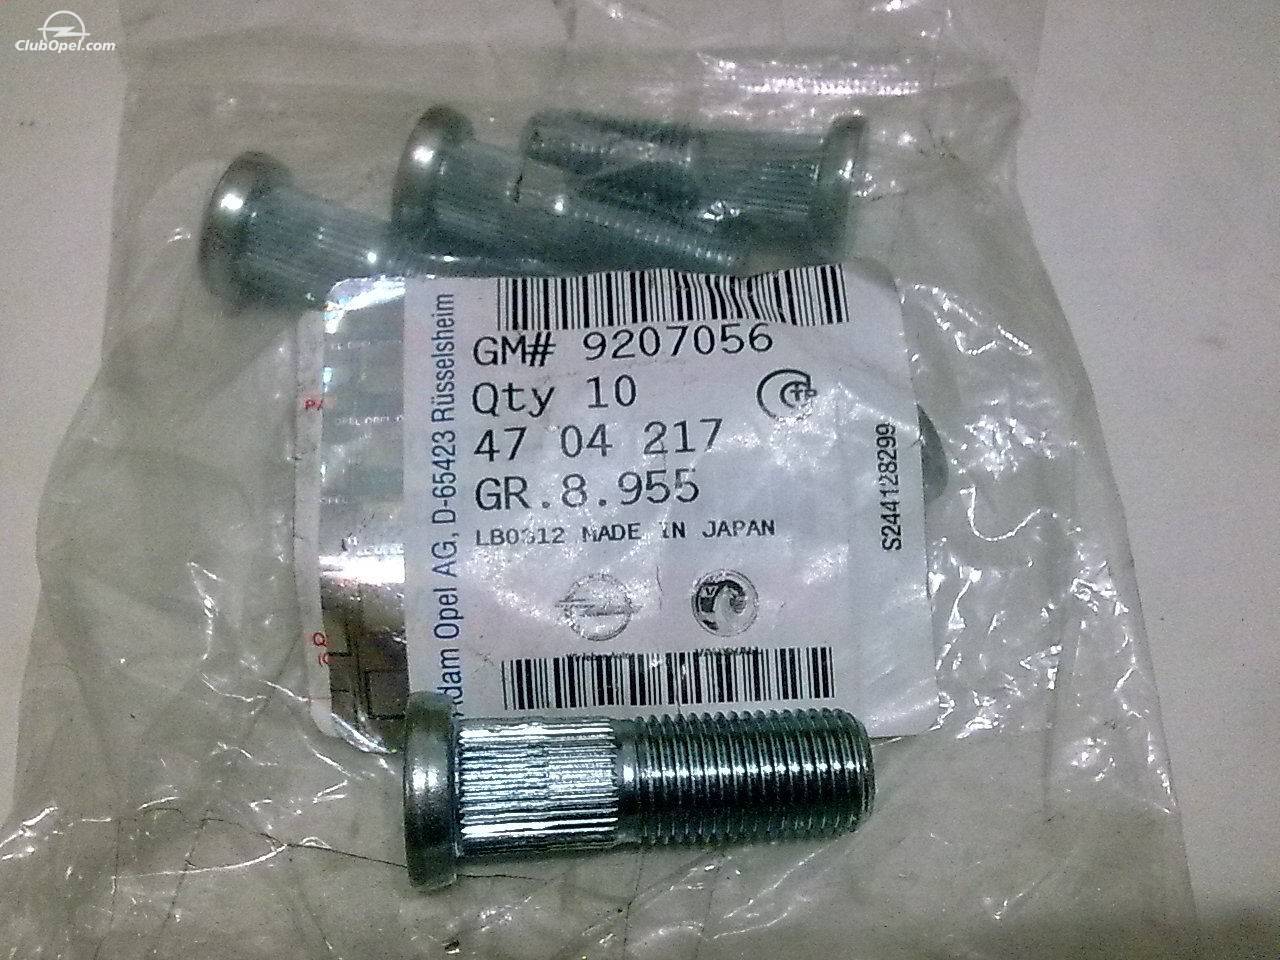 ClubOpel.com
GM# 9207056
Qty 10
47 04 217
GR.8.955
LB0312 MADE IN JAPAN
Adam Opel AG, D-65423 Rüsselsheim
S244128299